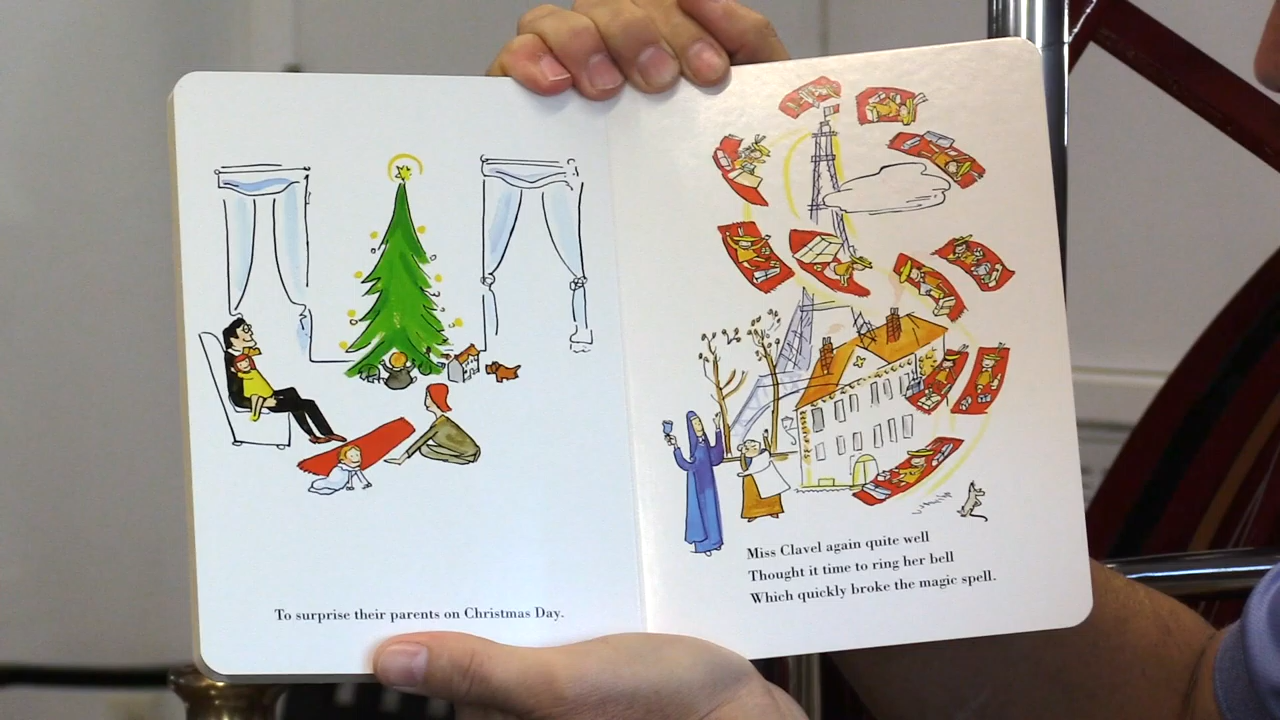 To surprise their parents on Christmas Day.
Miss Clavel again quite well
Thought it time to ring her bell
Which quickly broke the magic spell.